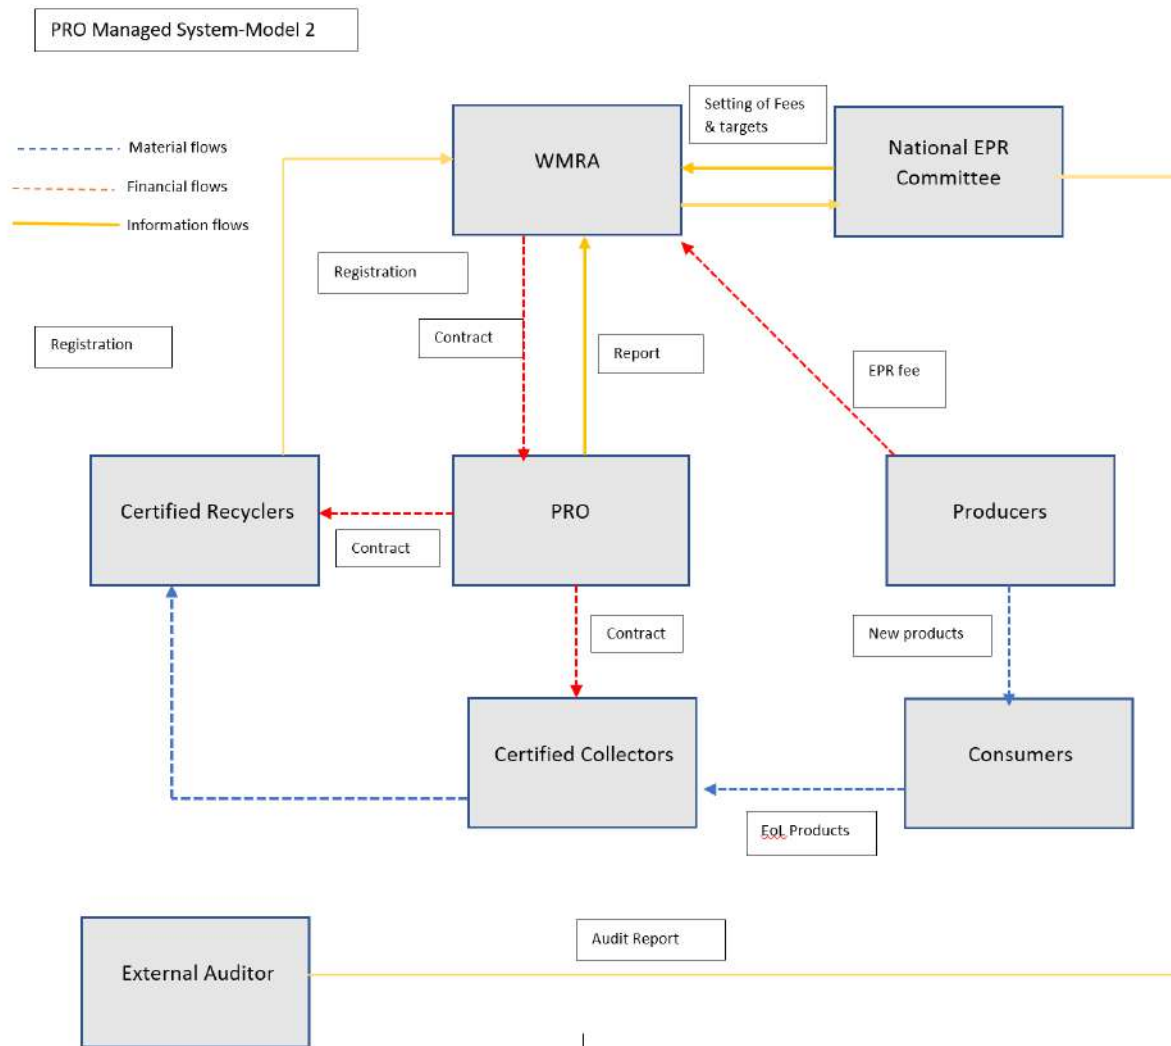 PRO Managed System-Model 2
Setting of Fees
& targets
WMRA
National EPR
Committee
Material flows
Financial flows
Information flows
Registration
Registration
Contract
Report
EPR fee
Certified Recyclers
PRO
Producers
Contract
Contract
New products
Certified Collectors
Consumers
EoL Products
Audit Report
External Auditor